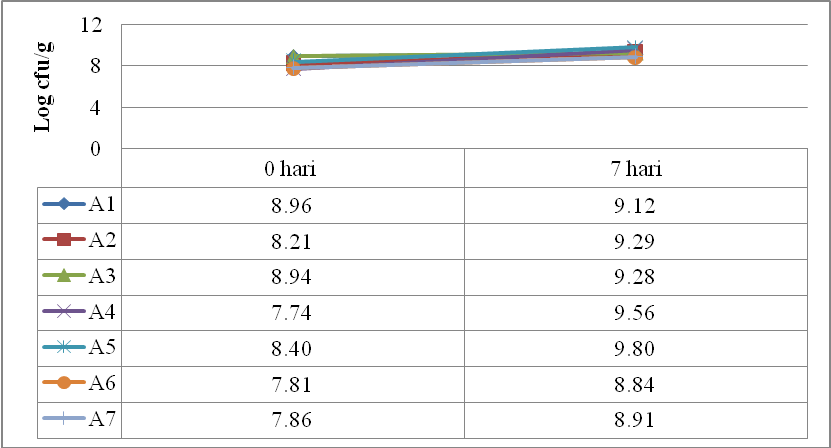 Log cfu/g
12
8
4
0
0 hari 7 hari
A1 8.96 9.12
A2 8.21 9.29
A3 8.94 9.28
A4 7.74 9.56
A5 8.40 9.80
A6 7.81 8.84
A7 7.86 8.91